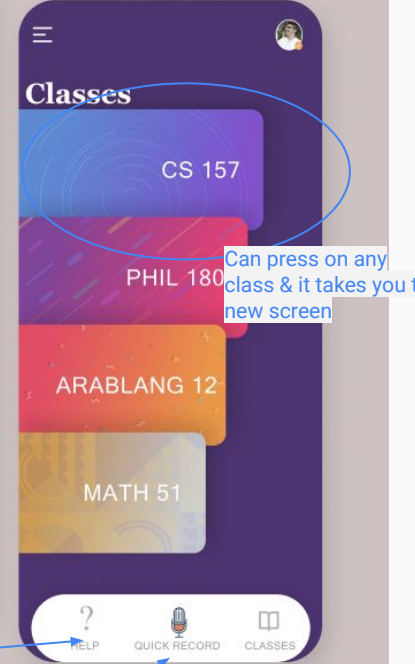 Classes
CS 157
PHIL 180
Can press on any
class & it takes you
new screen
ARABLANG 12
MATH 51
?
HELP
QUICK RECORD
CLASSES